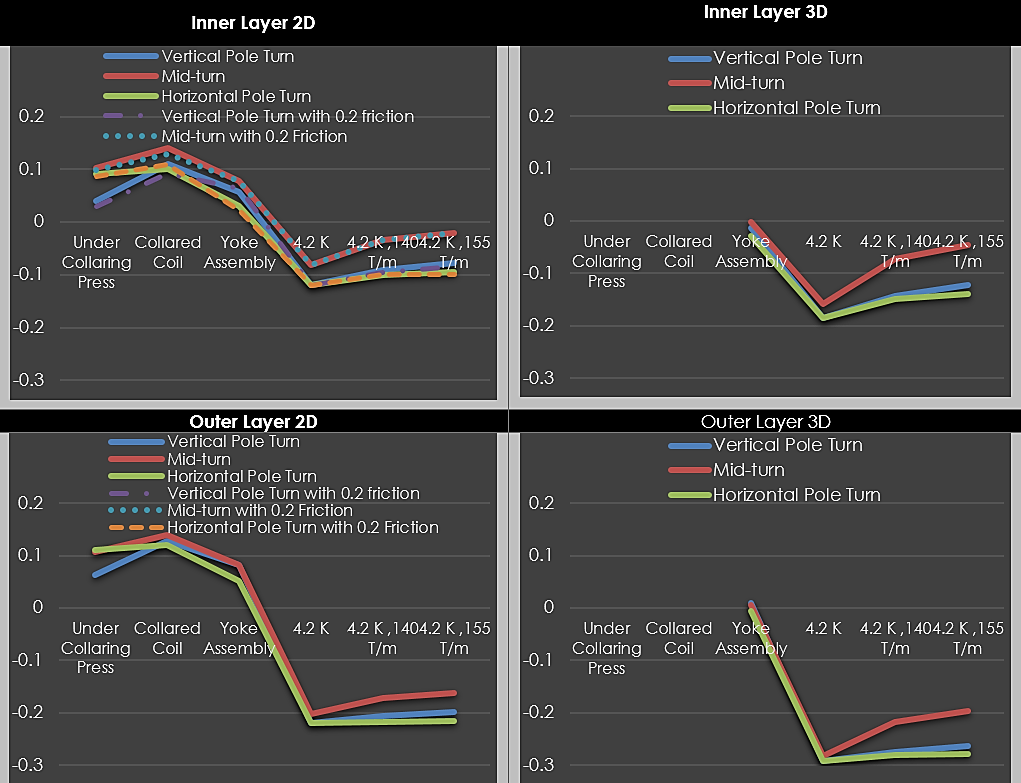 Inner Layer 2D
Vertical Pole Turn
Mid-turn
Horizontal Pole Turn
Vertical Pole Turn with 0.2 friction
Mid-turn with 0.2 Friction
0.2
0.1
0
-0.1
-0.2
-0.3
Under Collaring Press
Collared Coil
Yoke Assembly
4.2 K
4.2 K ,140 T/m
4.2 K ,155 T/m
Inner Layer 3D
Vertical Pole Turn
Mid-turn
Horizontal Pole Turn
0.2
0.1
0
-0.1
-0.2
-0.3
Under Collaring Press
Collared Coil
Yoke Assembly
4.2 K
4.2 K ,140 T/m
4.2 K ,155 T/m
Outer Layer 2D
Vertical Pole Turn
Mid-turn
Horizontal Pole Turn
Vertical Pole Turn with 0.2 friction
Mid-turn with 0.2 Friction
Horizontal Pole Turn with 0.2 Friction
0.2
0.1
0
-0.1
-0.2
-0.3
Under Collaring Press
Collared Coil
Yoke Assembly
4.2 K
4.2 K ,140 T/m
4.2 K ,155 T/m
Outer Layer 3D
Vertical Pole Turn
Mid-turn
Horizontal Pole Turn
0.2
0.1
0
-0.1
-0.2
-0.3
Under Collaring Press
Collared Coil
Yoke Assembly
4.2 K
4.2 K ,140 T/m
4.2 K ,155 T/m